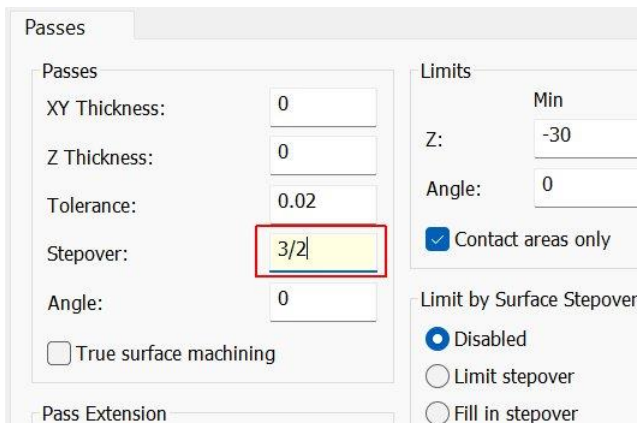 Passes
Passes
XY Thickness: 0
Z Thickness: 0
Tolerance: 0.02
Stepover: 3/2
Angle: 0
True surface machining
Pass Extension
Limits
Min
Z: -30
Angle: 0
Contact areas only
Limit by Surface Stepover
Disabled
Limit stepover
Fill in stepover